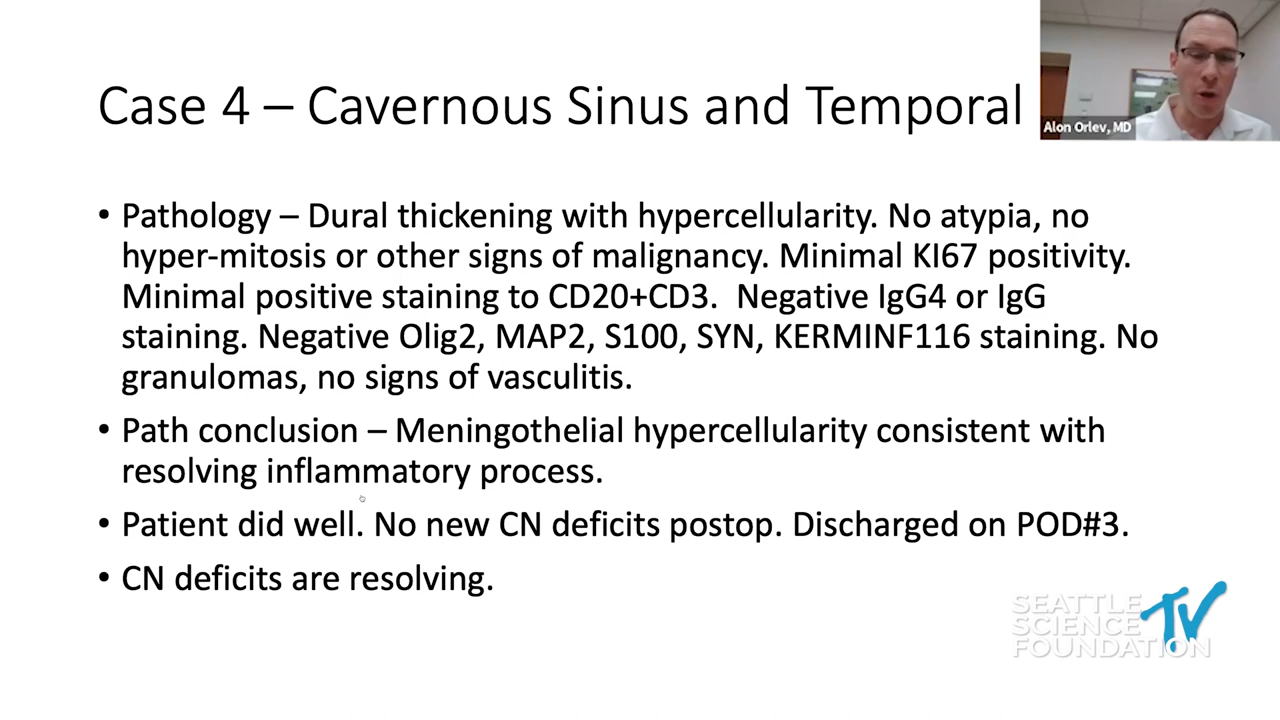 Case 4 – Cavernous Sinus and Temporal
Alon Orlev, MD
• Pathology – Dural thickening with hypercellularity. No atypia, no
hyper-mitosis or other signs of malignancy. Minimal KI67 positivity.
Minimal positive staining to CD20+CD3.  Negative IgG4 or IgG
staining. Negative Olig2, MAP2, S100, SYN, KERMINF116 staining. No
granulomas, no signs of vasculitis.
• Path conclusion – Meningothelial hypercellularity consistent with
resolving inflammatory process.
• Patient did well. No new CN deficits postop. Discharged on POD#3.
• CN deficits are resolving.
SEATTLE
SCIENCE
FOUNDATION
TV